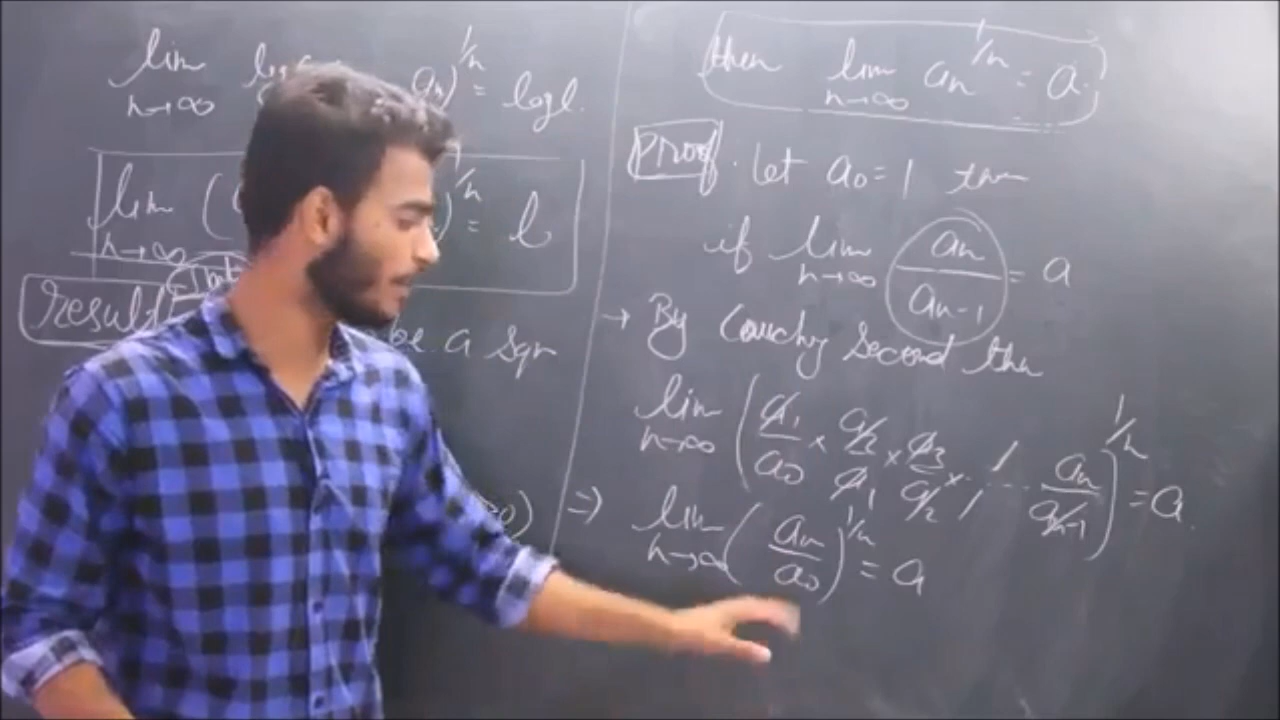 lim log aₙ)^1/n = log l.
n→∞
lim ( )^1/n = l
n→∞
result
be a sqn
then lim aₙ^1/n = a.
n→∞
Proof. Let a₀ = 1 then
if lim aₙ/aₙ₋₁ = a
n→∞
→ By Couchy Second thm
lim (a₁/a₀ × a₂/a₁ × a₃/a₂ × ..... aₙ/aₙ₋₁)^1/n = a.
n→∞
⇒ lim (aₙ/a₀)^1/n = a
n→∞